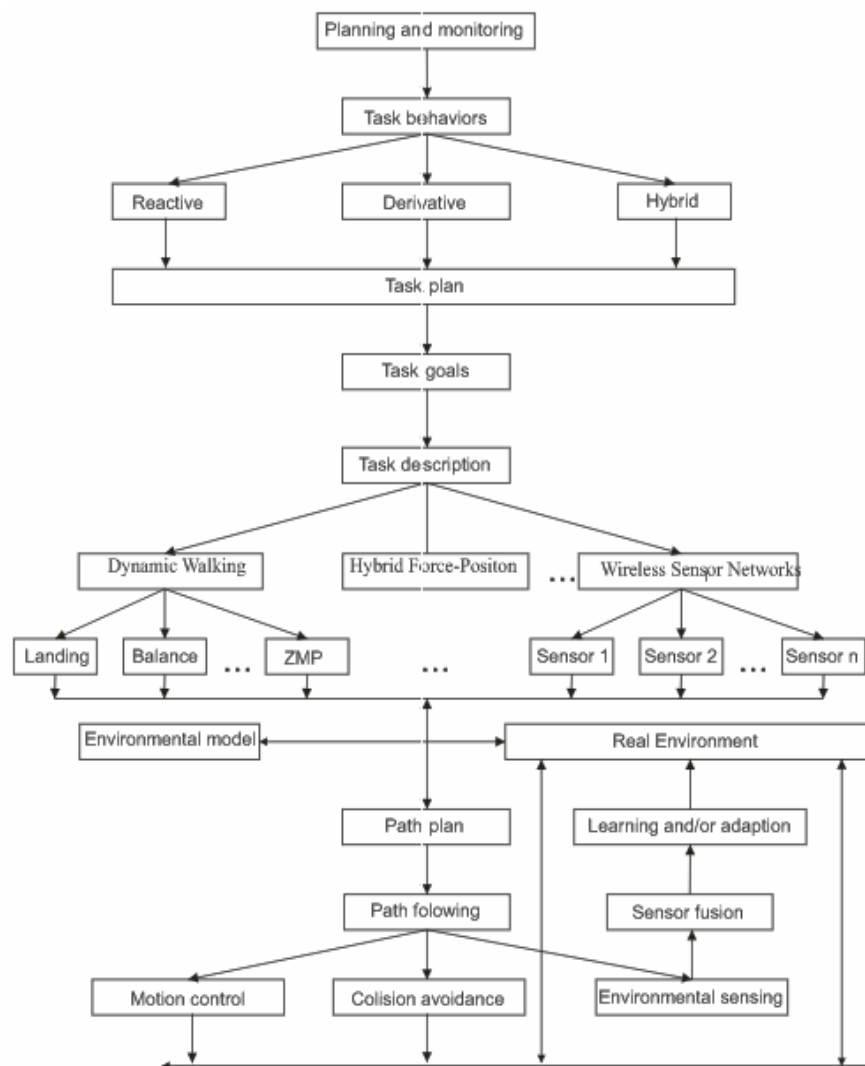 Planning and monitoring
Task behaviors
Reactive
Derivative
Hybrid
Task plan
Task goals
Task description
Dynamic Walking
Hybrid Force-Positon
...
Wireless Sensor Networks
Landing
Balance
...
ZMP
...
Sensor 1
Sensor 2
...
Sensor n
Environmental model
Real Environment
Path plan
Learning and/or adaption
Path folowing
Sensor fusion
Motion control
Colision avoidance
Environmental sensing